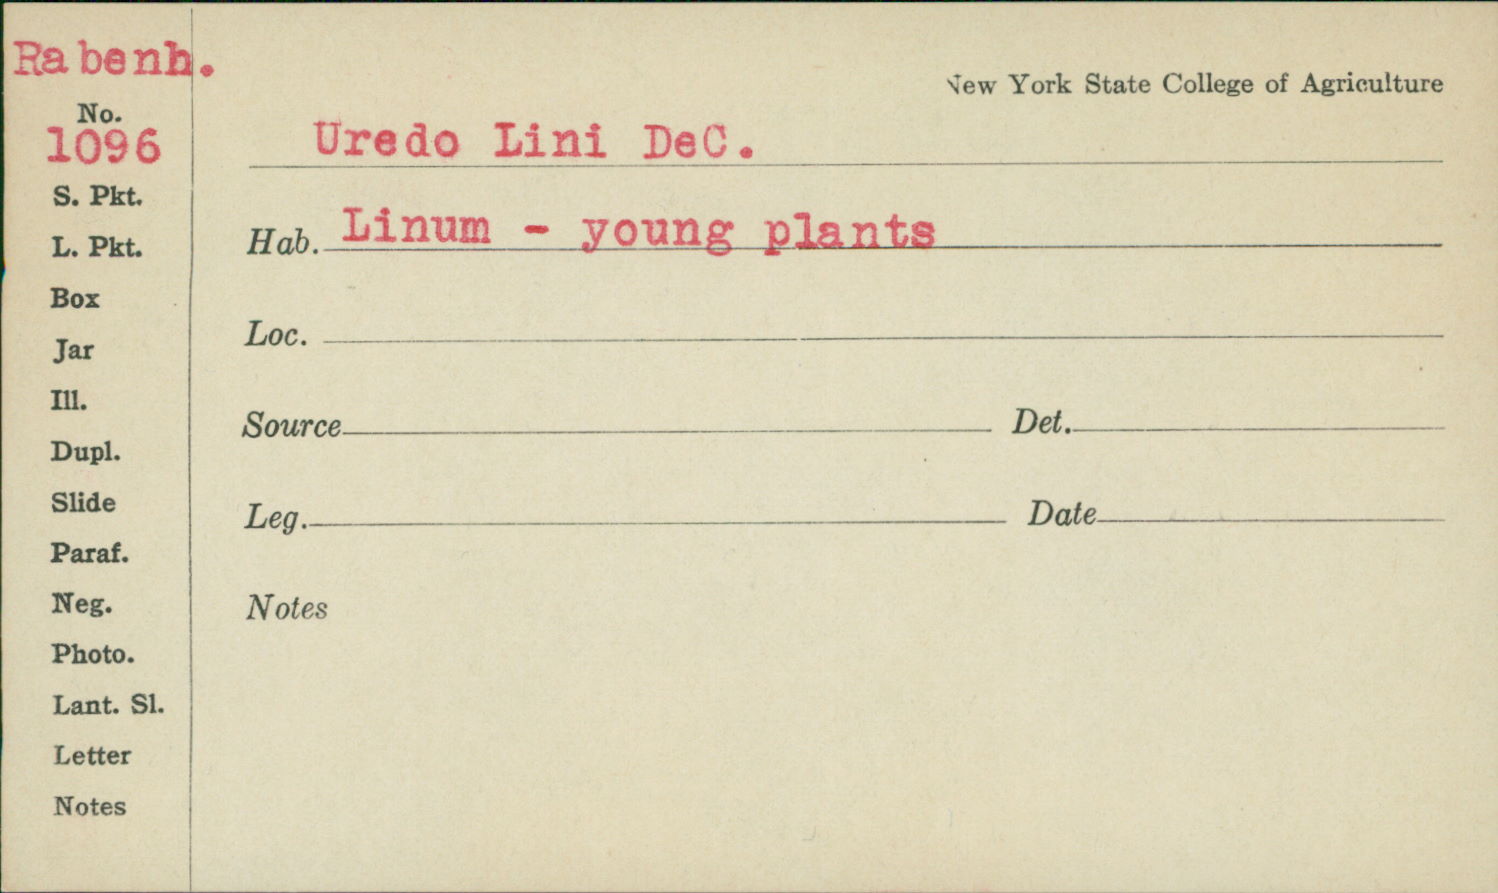 Rabenh.
New York State College of Agriculture
No.
1096
Uredo Lini DeC.
S. Pkt.
L. Pkt.
Hab. Linum - young plants
Box
Jar
Loc.
Ill.
Source Det.
Dupl.
Slide
Leg. Date
Paraf.
Neg.
Notes
Photo.
Lant. Sl.
Letter
Notes